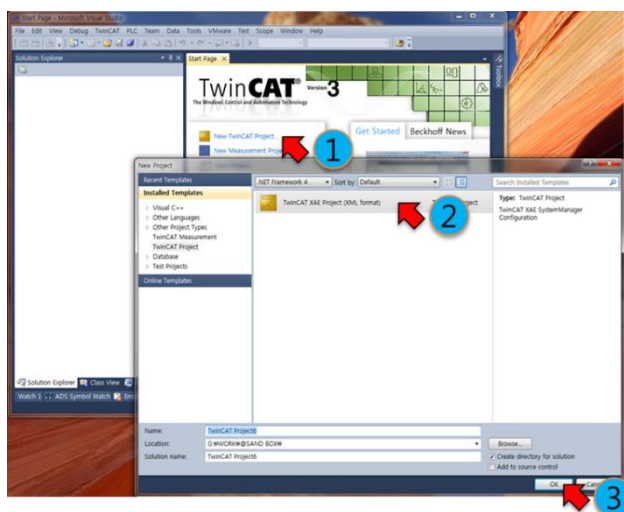 Start Page - Microsoft Visual Studio
File Edit View Debug TwinCAT PLC Team Data Tools VMware Test Scope Window Help
Solution Explorer
Start Page
Toolbox
TwinCAT® Version 3
The Windows Control and Automation Technology
New TwinCAT Project...
New Measurement
1
Get Started
Beckhoff News
New Project
Recent Templates
Installed Templates
Visual C++
Other Languages
Other Project Types
TwinCAT Measurement
TwinCAT Project
Database
Test Projects
Online Templates
.NET Framework 4
Sort by: Default
Search Installed Templates
TwinCAT XAE Project (XML format)
2
Type: TwinCAT Project
TwinCAT XAE SystemManager
Configuration
Solution Explorer
Class View
Watch 1
ADS Symbol Watch
Name:
TwinCAT Project6
Location:
G:₩WORK₩@SAND BOX₩
Browse...
Solution name:
TwinCAT Project6
Create directory for solution
Add to source control
OK
3